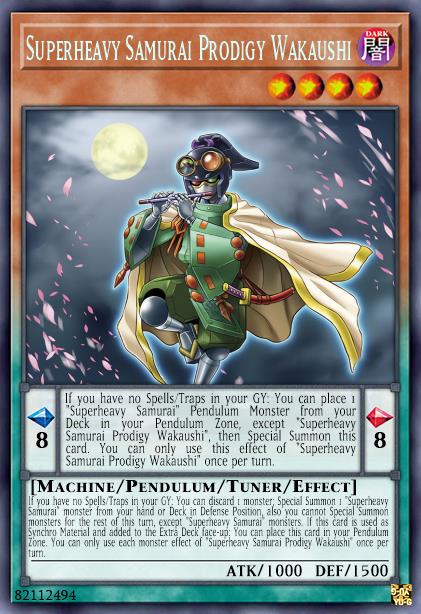 SUPERHEAVY SAMURAI PRODIGY WAKAUSHI
DARK
闇
If you have no Spells/Traps in your GY: You can place 1
"Superheavy Samurai" Pendulum Monster from your
Deck in your Pendulum Zone, except "Superheavy
Samurai Prodigy Wakaushi", then Special Summon this
card. You can only use this effect of "Superheavy
Samurai Prodigy Wakaushi" once per turn.
8
8
[MACHINE/PENDULUM/TUNER/EFFECT]
If you have no Spells/Traps in your GY: You can discard 1 monster; Special Summon 1 "Superheavy
Samurai" monster from your hand or Deck in Defense Position, also you cannot Special Summon
monsters for the rest of this turn, except "Superheavy Samurai" monsters. If this card is used as
Synchro Material and added to the Extra Deck face-up: You can place this card in your Pendulum
Zone. You can only use each monster effect of "Superheavy Samurai Prodigy Wakaushi" once per
turn.
ATK/1000 DEF/1500
82112494